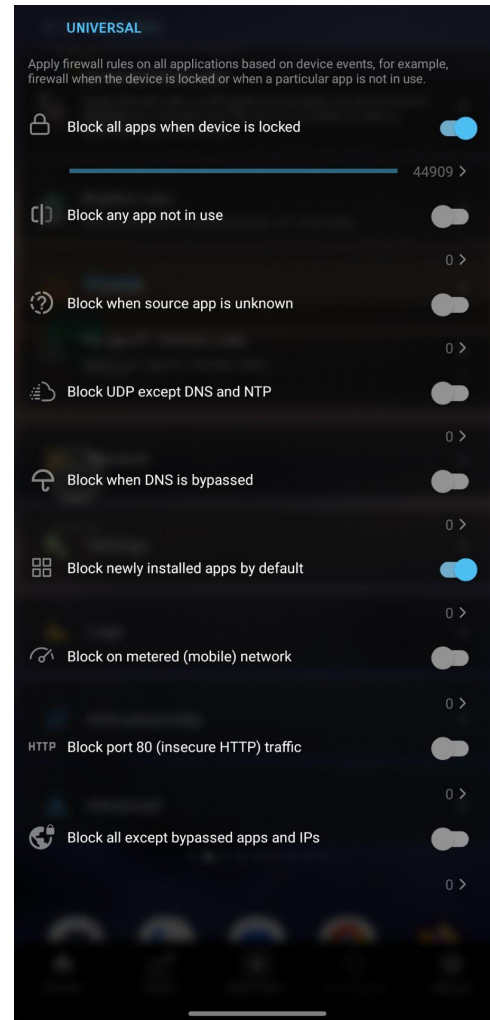 UNIVERSAL
Apply firewall rules on all applications based on device events, for example,
firewall when the device is locked or when a particular app is not in use.
Block all apps when device is locked
44909 >
Block any app not in use
0 >
Block when source app is unknown
0 >
Block UDP except DNS and NTP
0 >
Block when DNS is bypassed
0 >
Block newly installed apps by default
0 >
Block on metered (mobile) network
0 >
HTTP Block port 80 (insecure HTTP) traffic
0 >
Block all except bypassed apps and IPs
0 >